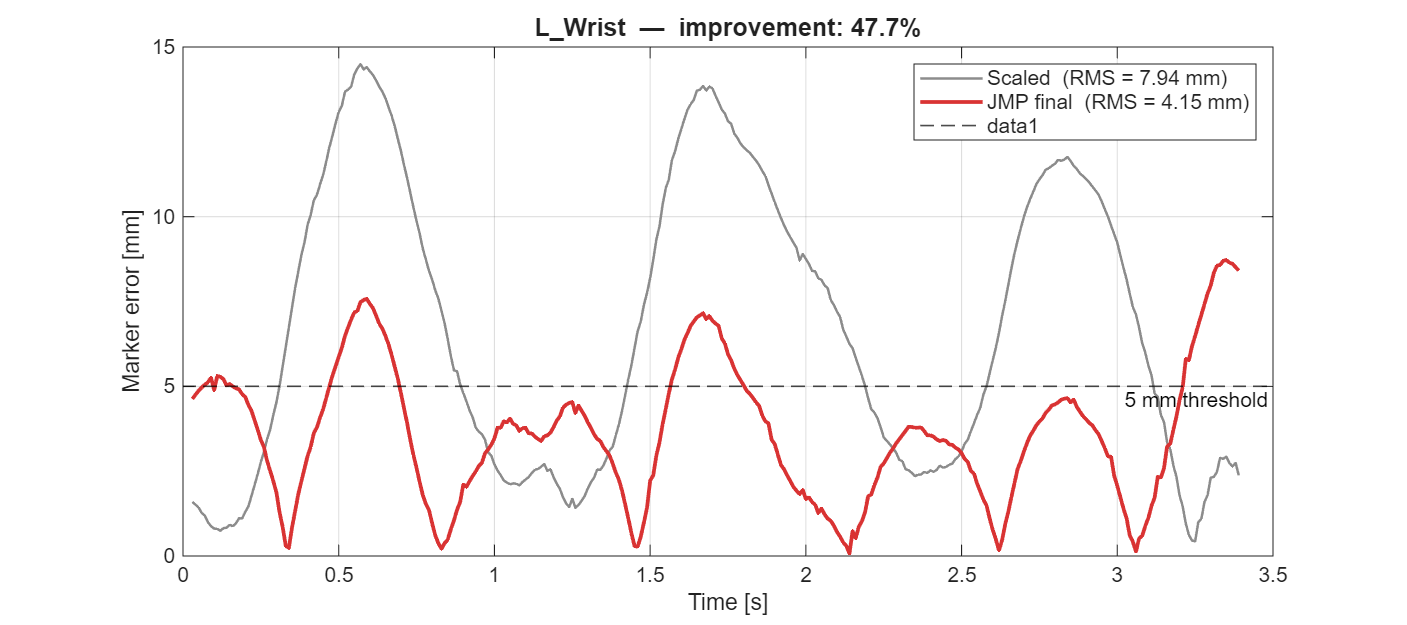 L_Wrist — improvement: 47.7%
15
10
5
0
Marker error [mm]
Scaled (RMS = 7.94 mm)
JMP final (RMS = 4.15 mm)
data1
5 mm threshold
0 0.5 1 1.5 2 2.5 3 3.5
Time [s]